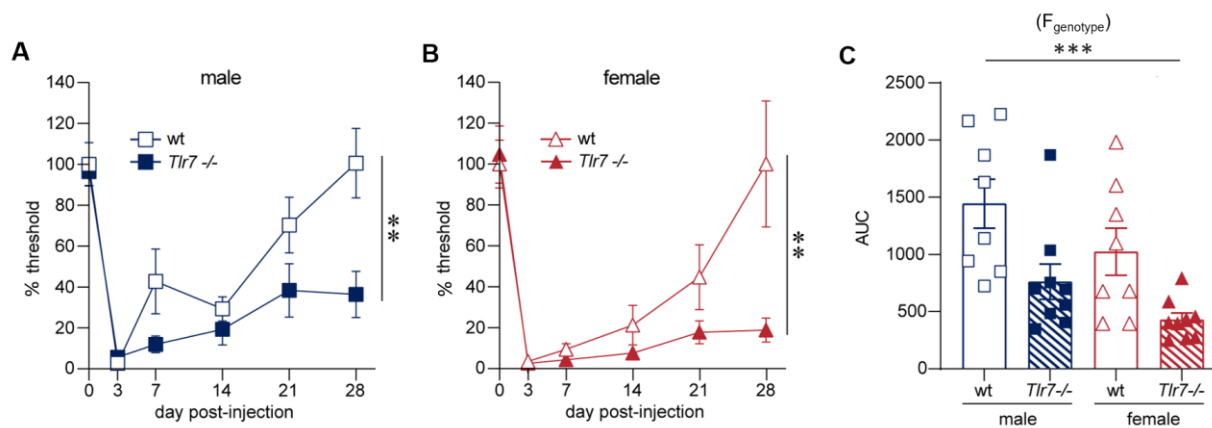 A
male
140
120
100
80
60
40
20
0
% threshold
wt
Tlr7 -/-
**
0 3 7 14 21 28
day post-injection
B
female
140
120
100
80
60
40
20
0
% threshold
wt
Tlr7 -/-
**
0 3 7 14 21 28
day post-injection
C
(Fgenotype)
***
2500
2000
1500
1000
500
0
AUC
wt Tlr7-/- wt Tlr7-/-
male female